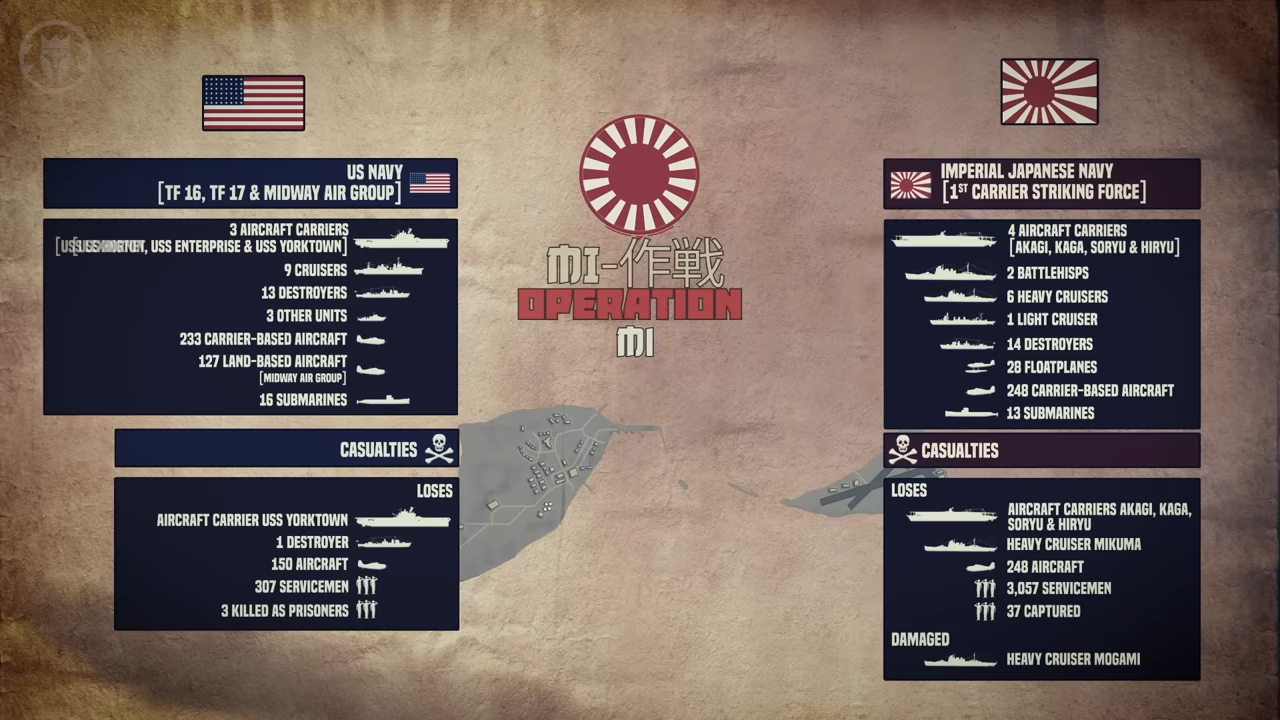 US NAVY
[TF 16, TF 17 & MIDWAY AIR GROUP]
3 AIRCRAFT CARRIERS
USS ENTERPRISE & USS YORKTOWN]
9 CRUISERS
13 DESTROYERS
3 OTHER UNITS
233 CARRIER-BASED AIRCRAFT
127 LAND-BASED AIRCRAFT
[MIDWAY AIR GROUP]
16 SUBMARINES
CASUALTIES
LOSES
AIRCRAFT CARRIER USS YORKTOWN
1 DESTROYER
150 AIRCRAFT
307 SERVICEMEN
3 KILLED AS PRISONERS
MI-作戦
OPERATION
MI
IMPERIAL JAPANESE NAVY
[1ST CARRIER STRIKING FORCE]
4 AIRCRAFT CARRIERS
[AKAGI, KAGA, SORYU & HIRYU]
2 BATTLEHISPS
6 HEAVY CRUISERS
1 LIGHT CRUISER
14 DESTROYERS
28 FLOATPLANES
248 CARRIER-BASED AIRCRAFT
13 SUBMARINES
CASUALTIES
LOSES
AIRCRAFT CARRIERS AKAGI, KAGA,
SORYU & HIRYU
HEAVY CRUISER MIKUMA
248 AIRCRAFT
3,057 SERVICEMEN
37 CAPTURED
DAMAGED
HEAVY CRUISER MOGAMI